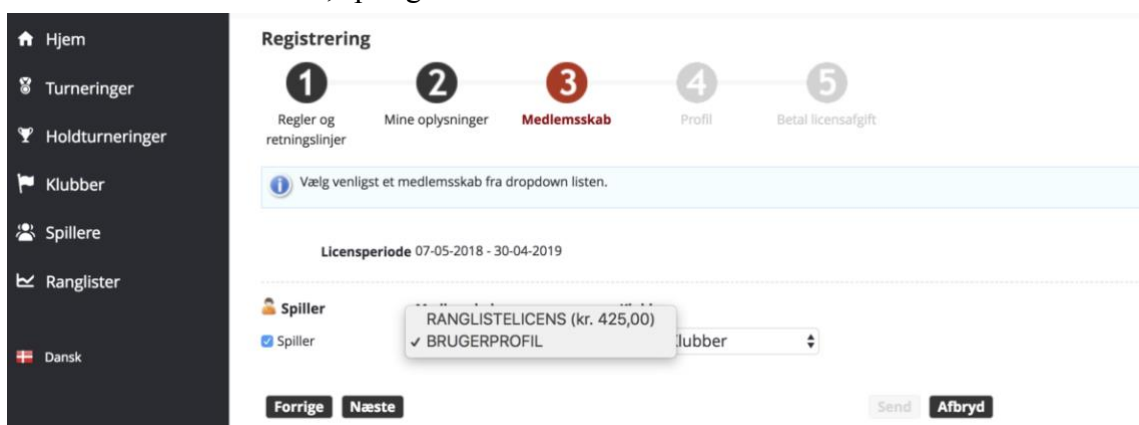 Hjem
Turneringer
Holdturneringer
Klubber
Spillere
Ranglister
Dansk
Registrering
1
2
3
4
5
Regler og
retningslinjer
Mine oplysninger
Medlemsskab
Profil
Betal licensafgift
Vælg venligst et medlemsskab fra dropdown listen.
Licensperiode 07-05-2018 - 30-04-2019
Spiller
RANGLISTELICENS (kr. 425,00)
Spiller
✓ BRUGERPROFIL
lubber
Forrige
Næste
Send
Afbryd